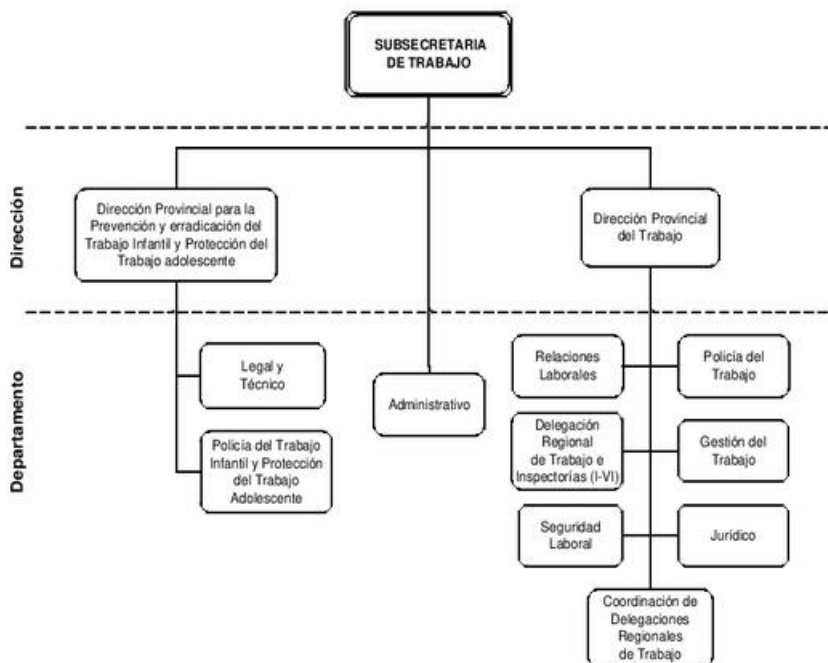 SUBSECRETARIA
DE TRABAJO
Dirección
Dirección Provincial para la
Prevención y erradicación del
Trabajo Infantil y Protección del
Trabajo adolescente
Dirección Provincial
del Trabajo
Departamento
Legal y
Técnico
Policía del Trabajo
Infantil y Protección
del Trabajo
Adolescente
Administrativo
Relaciones
Laborales
Policía del
Trabajo
Delegación
Regional
de Trabajo e
Inspectorías (I-VI)
Gestión del
Trabajo
Seguridad
Laboral
Jurídico
Coordinación de
Delegaciones
Regionales
de Trabajo